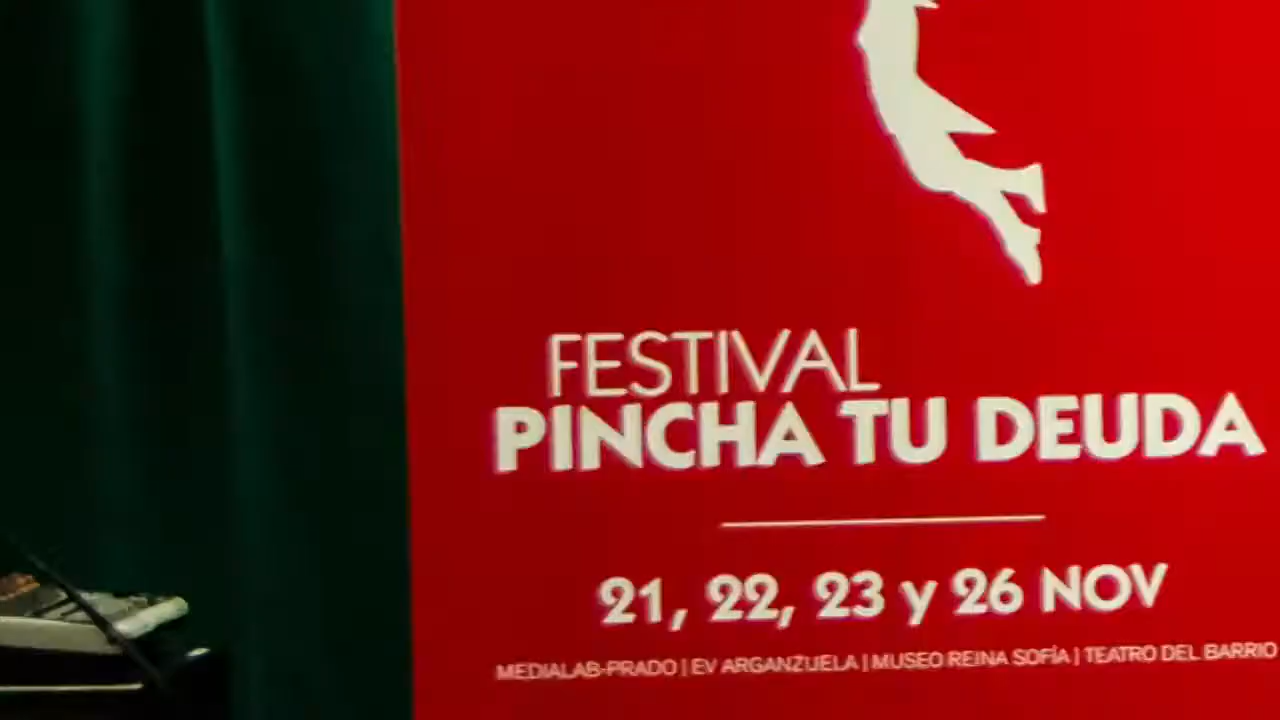 FESTIVAL
PINCHA TU DEUDA
21, 22, 23 y 26 NOV
MEDIALAB-PRADO | EV ARGANZUELA | MUSEO REINA SOFÍA | TEATRO DEL BARRIO